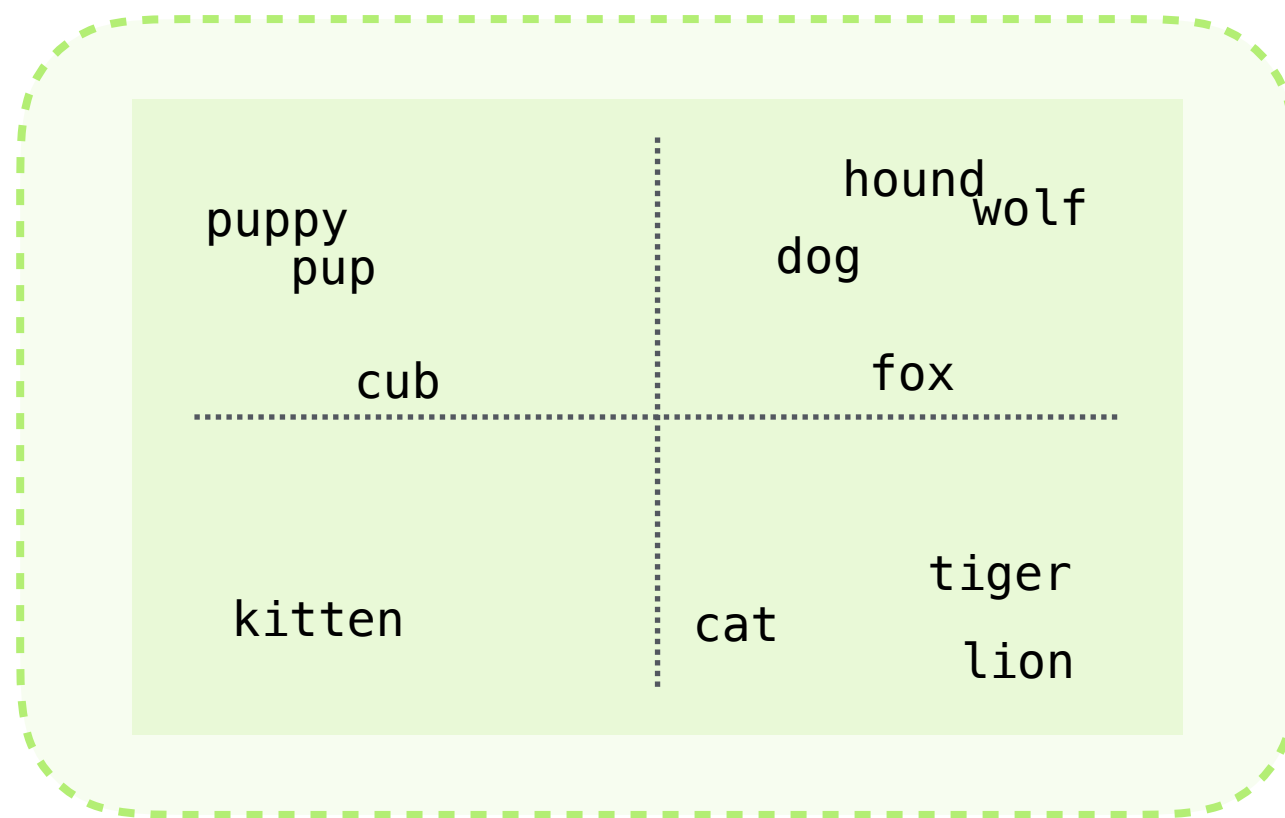 hound
wolf
puppy
dog
pup
fox
cub
tiger
kitten
cat
lion